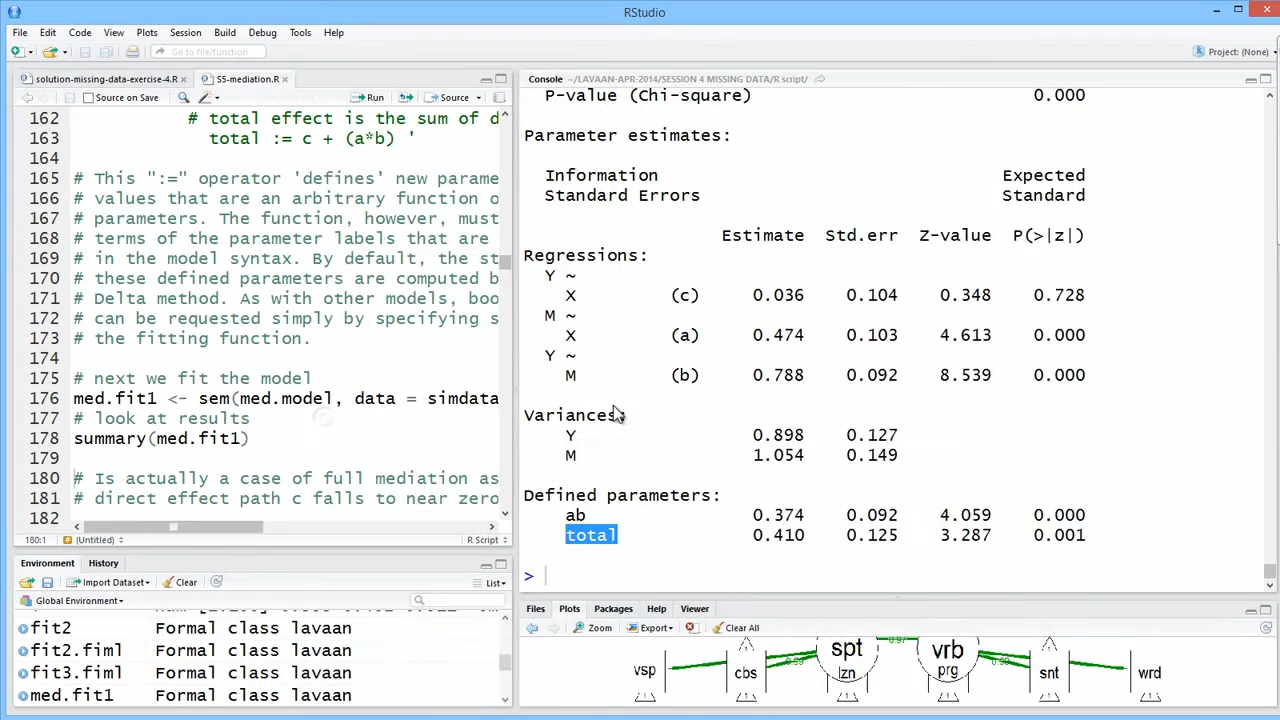 RStudio
File Edit Code View Plots Session Build Debug Tools Help
Go to file/function
Project: (None)
solution-missing-data-exercise-4.R
S5-mediation.R
Source on Save
Run
Source
162 # total effect is the sum of d
163 total := c + (a*b) '
164
165 # This ":=" operator 'defines' new parame
166 # values that are an arbitrary function o
167 # parameters. The function, however, must
168 # terms of the parameter labels that are
169 # in the model syntax. By default, the st
170 # these defined parameters are computed b
171 # Delta method. As with other models, boo
172 # can be requested simply by specifying s
173 # the fitting function.
174
175 # next we fit the model
176 med.fit1 <- sem(med.model, data = simdata
177 # look at results
178 summary(med.fit1)
179
180 # Is actually a case of full mediation as
181 # direct effect path c falls to near zero
182
180:1 (Untitled) R Script
Environment History
Import Dataset Clear List
Global Environment
fit2 Formal class lavaan
fit2.fiml Formal class lavaan
fit3.fiml Formal class lavaan
med.fit1 Formal class lavaan
Console ~/LAVAAN-APR-2014/SESSION 4 MISSING DATA/R script/
P-value (Chi-square) 0.000
Parameter estimates:
Information Expected
Standard Errors Standard
Estimate Std.err Z-value P(>|z|)
Regressions:
Y ~
X (c) 0.036 0.104 0.348 0.728
M ~
X (a) 0.474 0.103 4.613 0.000
Y ~
M (b) 0.788 0.092 8.539 0.000
Variances:
Y 0.898 0.127
M 1.054 0.149
Defined parameters:
ab 0.374 0.092 4.059 0.000
total 0.410 0.125 3.287 0.001
>
Files Plots Packages Help Viewer
Zoom Export Clear All
spt vrb
vsp cbs lzn prg snt wrd